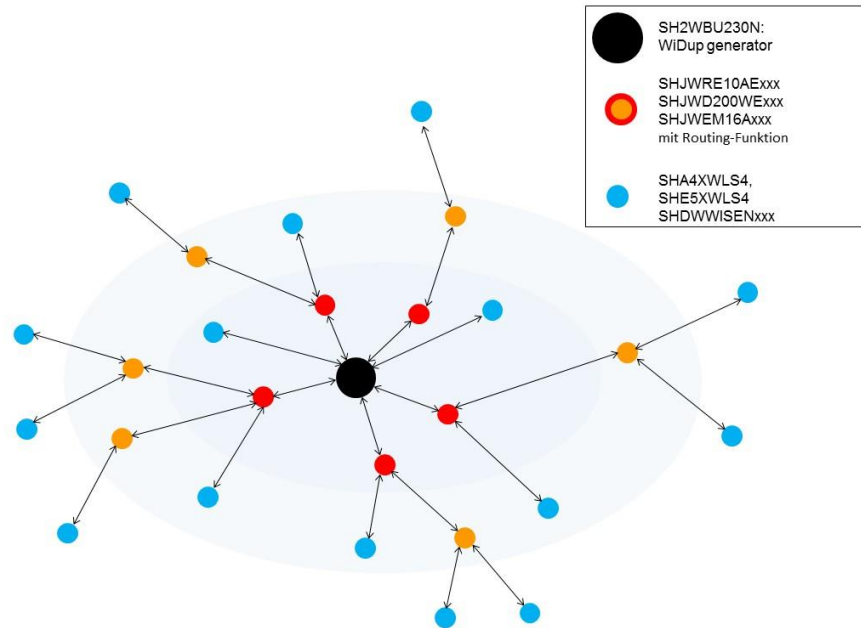 SH2WBU230N:
WiDup generator
SHJWRE10AExxx
SHJWD200WExxx
SHJWEM16Axxx
mit Routing-Funktion
SHA4XWLS4,
SHE5XWLS4
SHDWWISENxxx